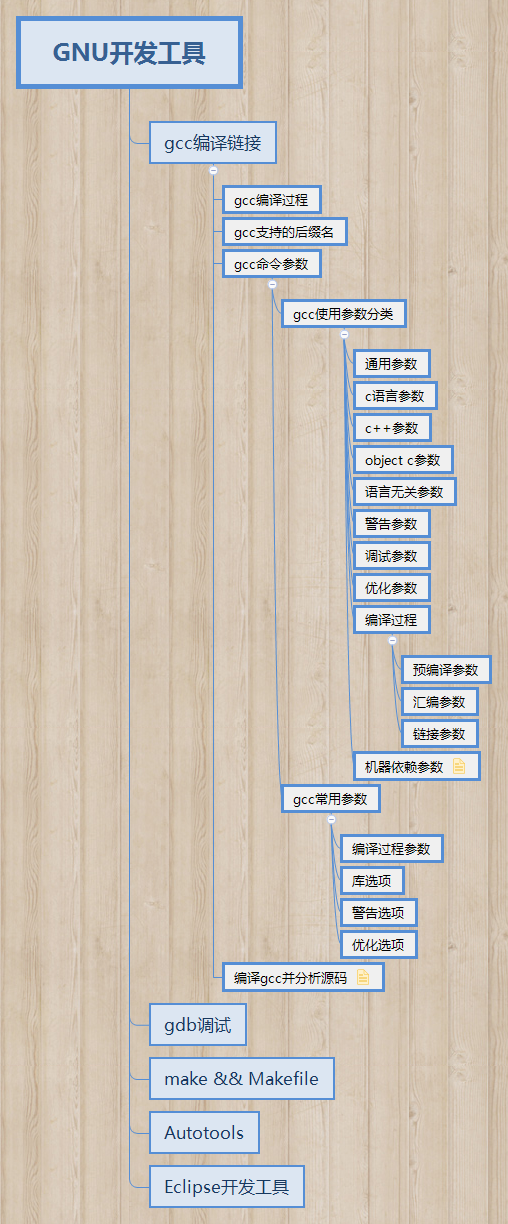 GNU开发工具
gcc编译链接
gcc编译过程
gcc支持的后缀名
gcc命令参数
gcc使用参数分类
通用参数
c语言参数
c++参数
object c参数
语言无关参数
警告参数
调试参数
优化参数
编译过程
预编译参数
汇编参数
链接参数
机器依赖参数
gcc常用参数
编译过程参数
库选项
警告选项
优化选项
编译gcc并分析源码
gdb调试
make && Makefile
Autotools
Eclipse开发工具